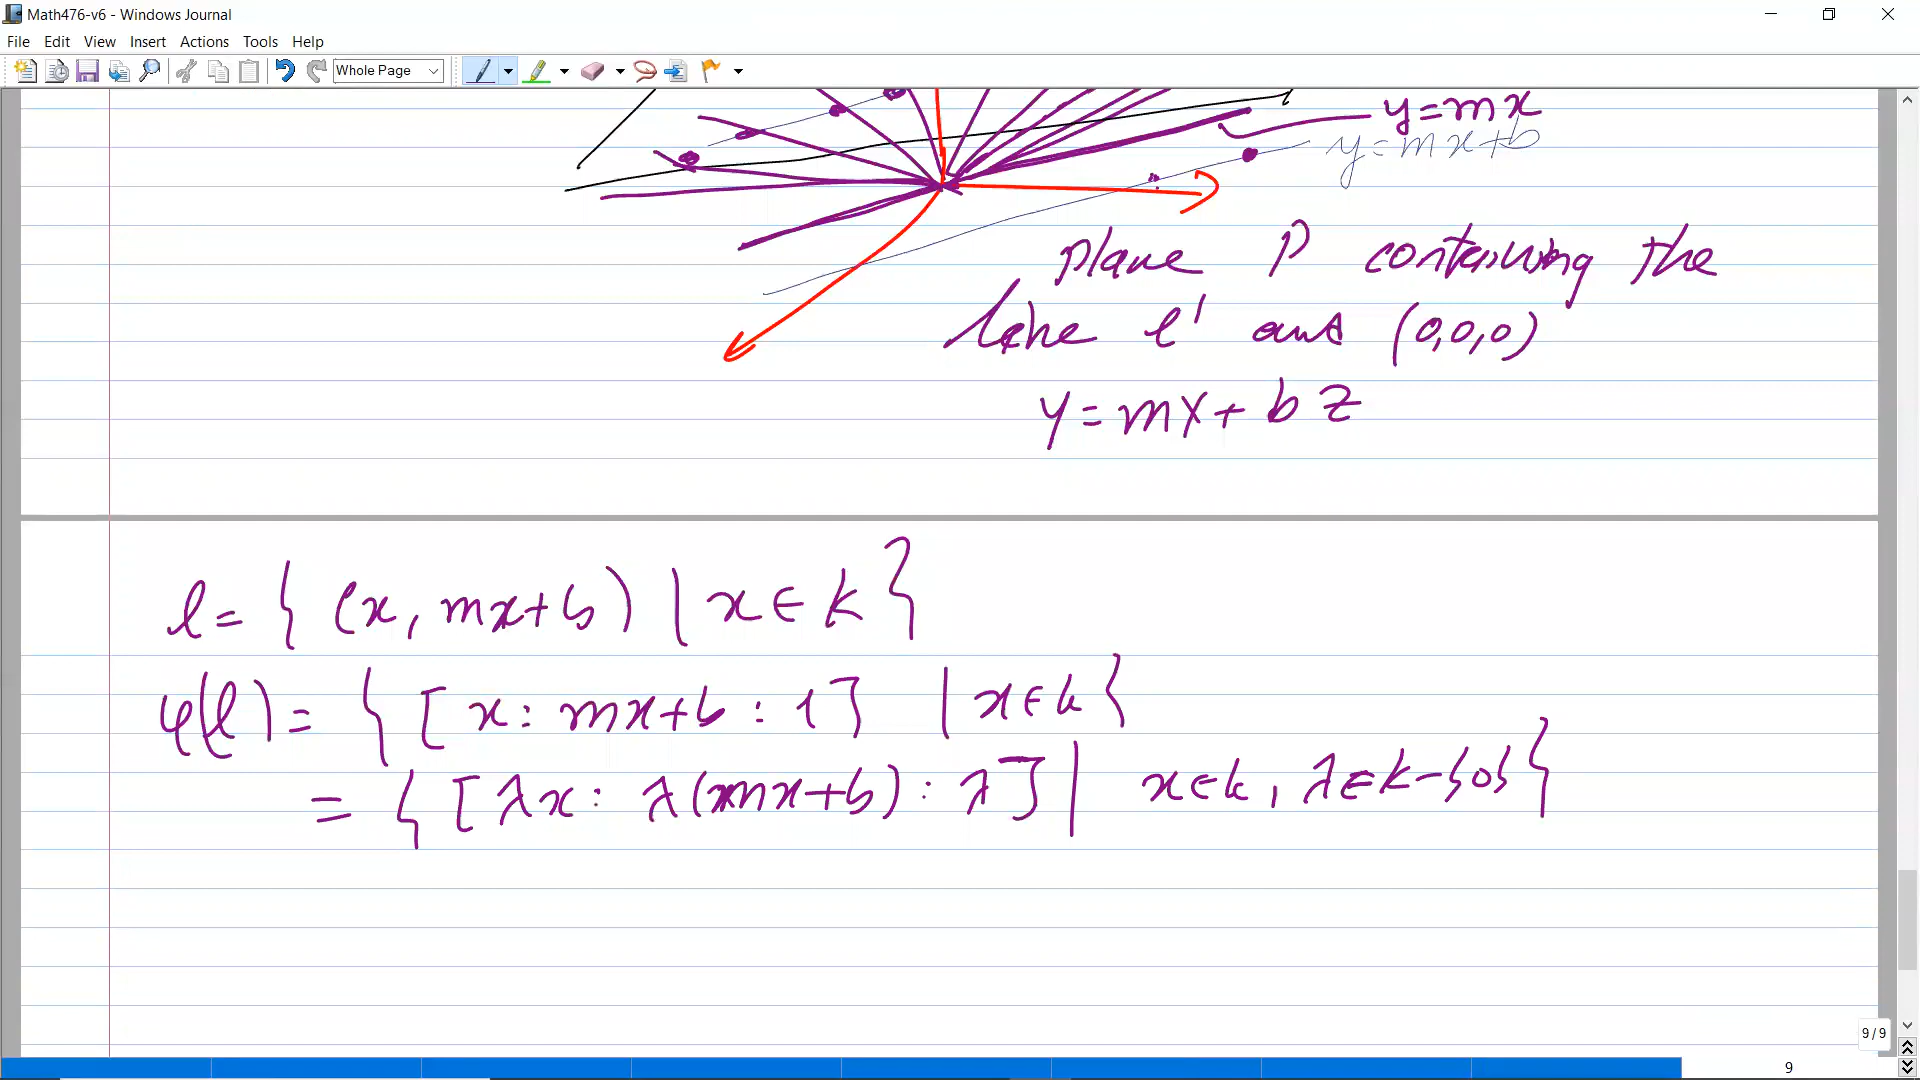 Math476-v6 - Windows Journal
File Edit View Insert Actions Tools Help
Whole Page
y=mx
y=mx+b
plane P containing the
line l' and (0,0,0)
y=mx+bz
l={(x,mx+b)|x∈k}
φ(l)={[x:mx+b:1]|x∈k}
={[λx:λ(mx+b):λ]|x∈k,λ∈k-{0}}
9/9
9